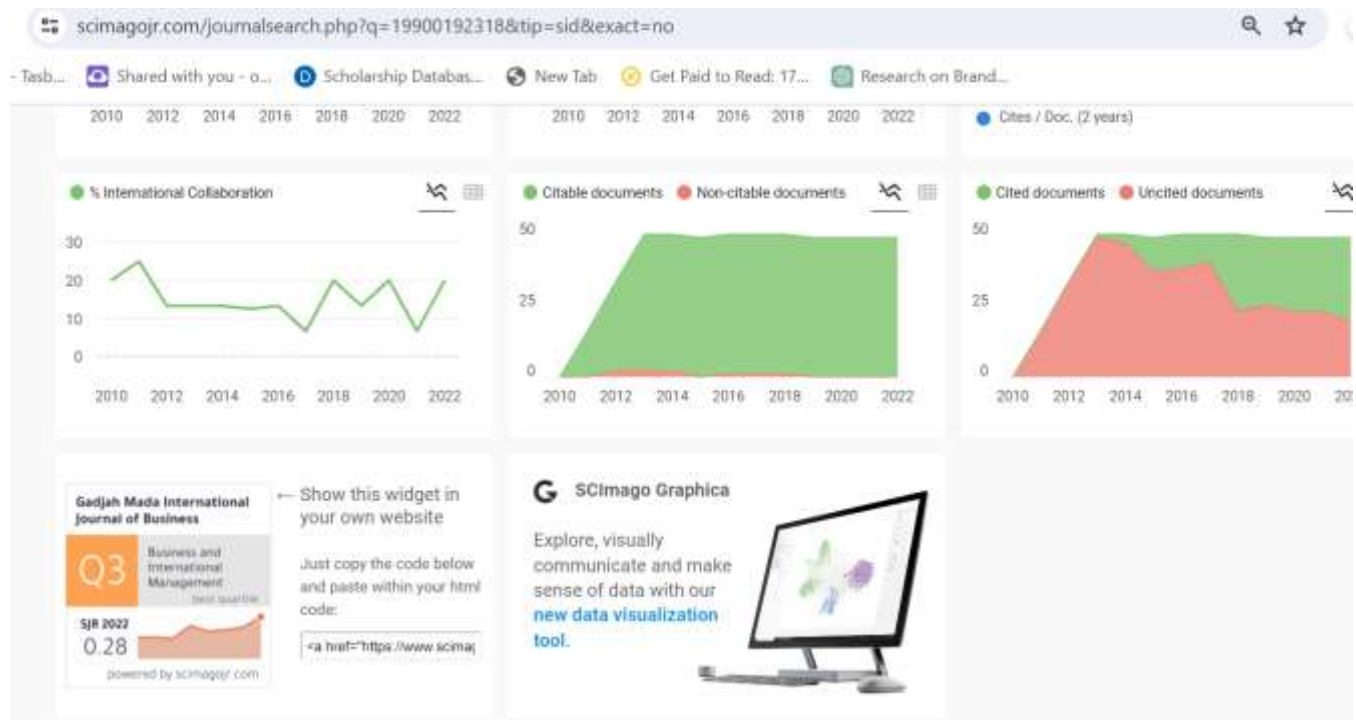 scimagojr.com/journalsearch.php?q=19900192318&tip=sid&exact=no
- Tasb... Shared with you - o... Scholarship Databas... New Tab Get Paid to Read: 17... Research on Brand...
2010 2012 2014 2016 2018 2020 2022
2010 2012 2014 2016 2018 2020 2022
Cites / Doc. (2 years)
% International Collaboration
30
20
10
0
2010 2012 2014 2016 2018 2020 2022
Citable documents Non-citable documents
50
25
0
2010 2012 2014 2016 2018 2020 2022
Cited documents Uncited documents
50
25
0
2010 2012 2014 2016 2018 2020 20
Gadjah Mada International
Journal of Business
Q3
Business and
International
Management
best quartile
SJR 2022
0.28
powered by scimagojr.com
← Show this widget in
your own website
Just copy the code below
and paste within your html
code:
<a href="https://www.scimag
G SCImago Graphica
Explore, visually
communicate and make
sense of data with our
new data visualization
tool.